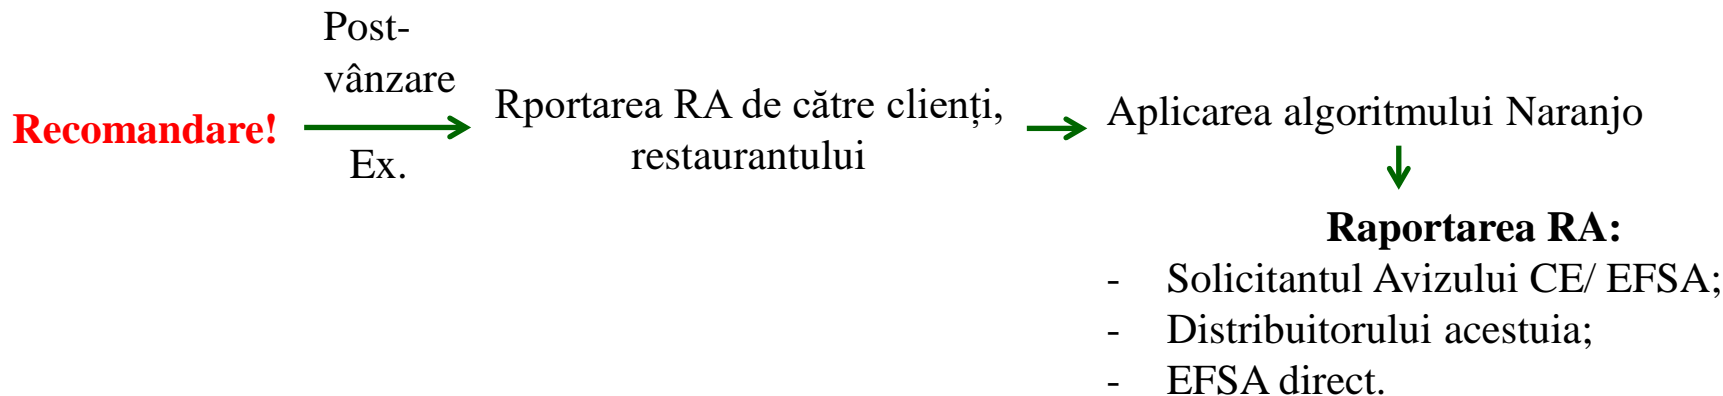 Recomandare!
Post-
vânzare
Ex.
Rportarea RA de către clienți,
restaurantului
Aplicarea algoritmului Naranjo
Raportarea RA:
- Solicitantul Avizului CE/ EFSA;
- Distribuitorului acestuia;
- EFSA direct.